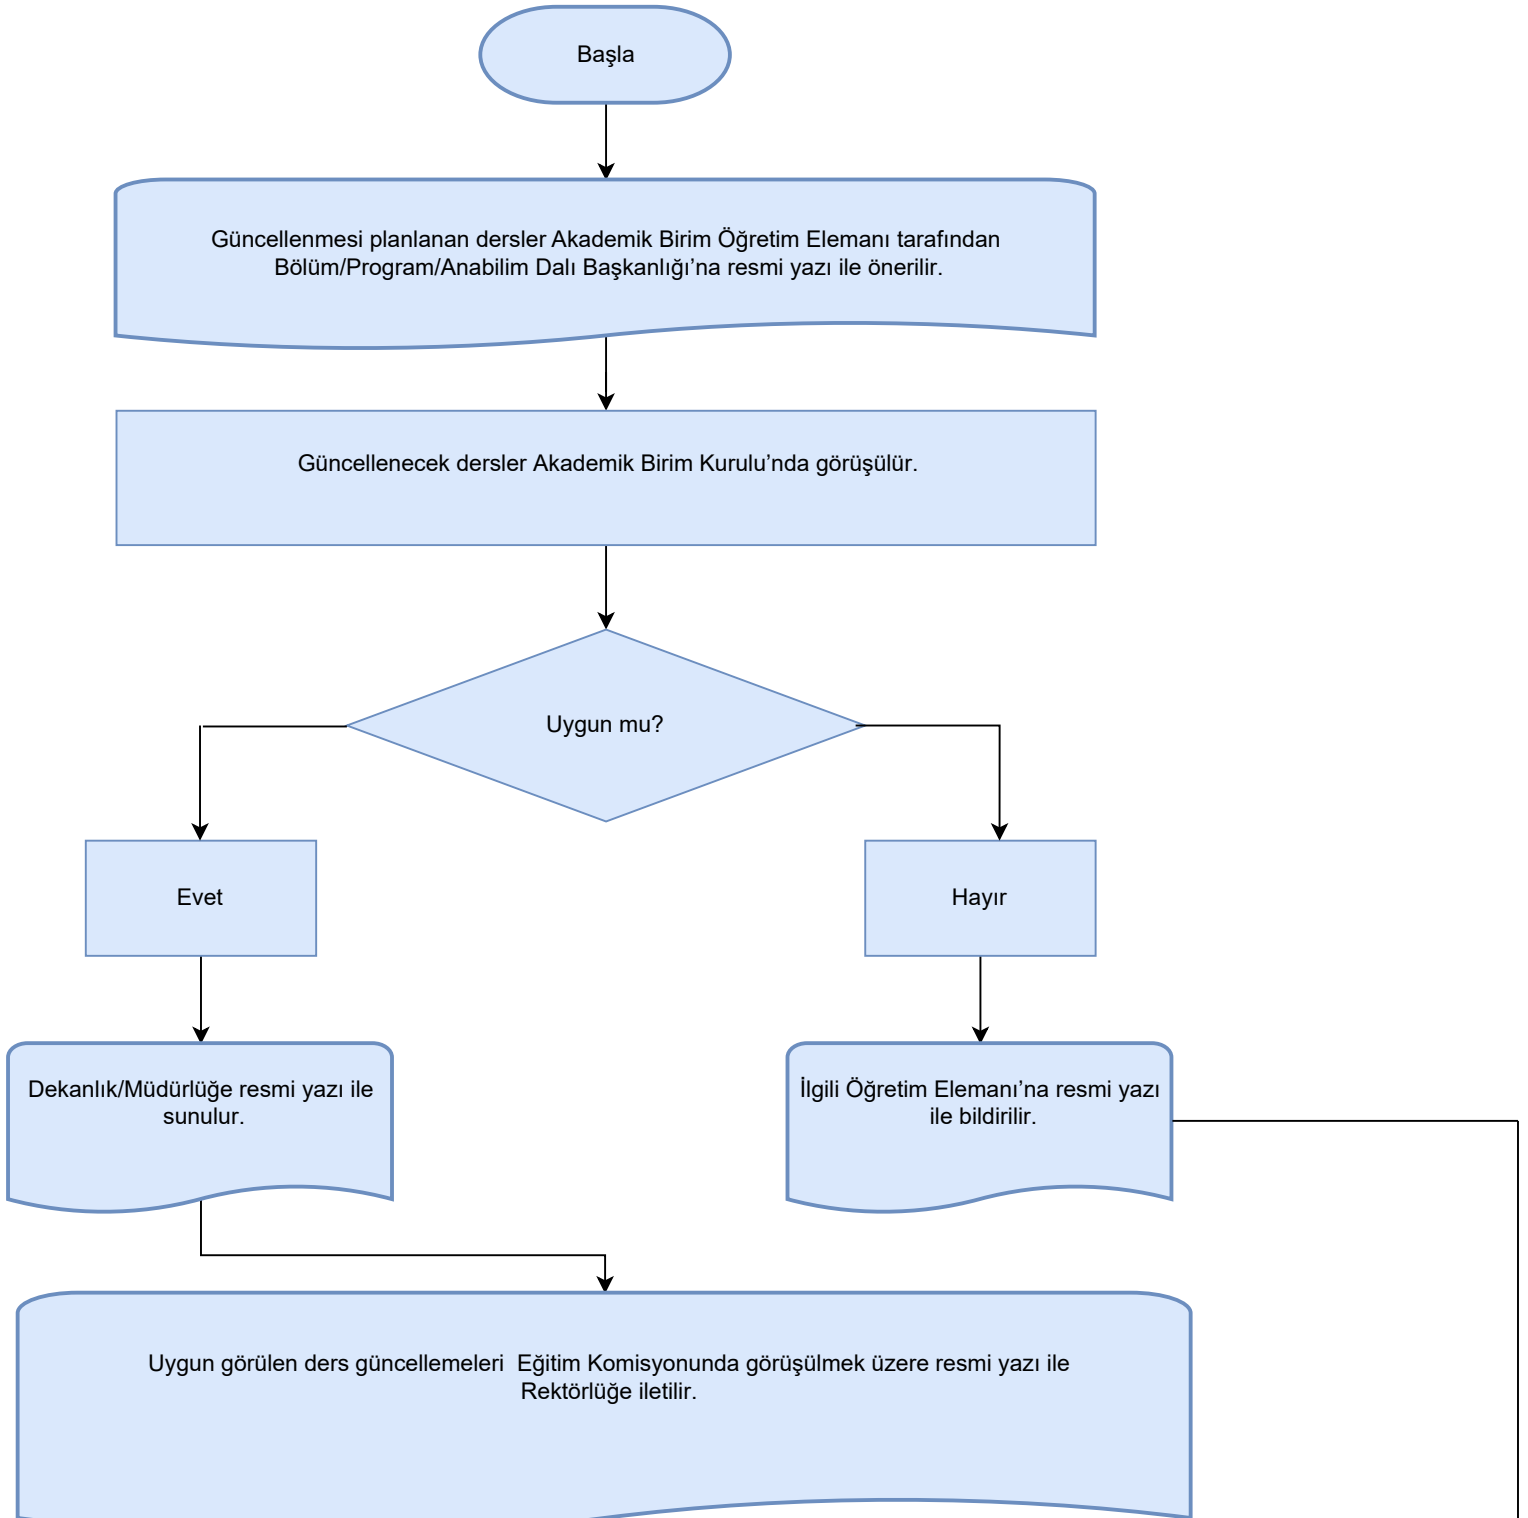 Başla
Güncellenmesi planlanan dersler Akademik Birim Öğretim Elemanı tarafından
Bölüm/Program/Anabilim Dalı Başkanlığı’na resmi yazı ile önerilir.
Güncellenecek dersler Akademik Birim Kurulu’nda görüşülür.
Uygun mu?
Evet
Hayır
Dekanlık/Müdürlüğe resmi yazı ile
sunulur.
İlgili Öğretim Elemanı’na resmi yazı
ile bildirilir.
Uygun görülen ders güncellemeleri  Eğitim Komisyonunda görüşülmek üzere resmi yazı ile
Rektörlüğe iletilir.